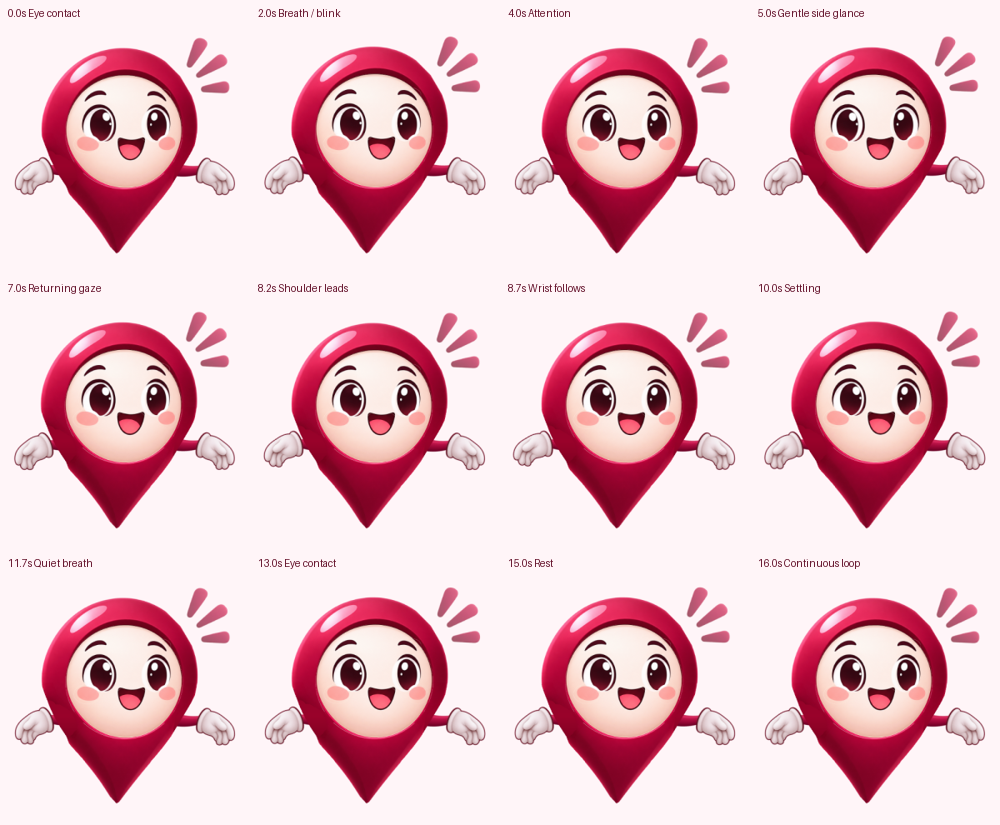 0.0s Eye contact
2.0s Breath / blink
4.0s Attention
5.0s Gentle side glance
7.0s Returning gaze
8.2s Shoulder leads
8.7s Wrist follows
10.0s Settling
11.7s Quiet breath
13.0s Eye contact
15.0s Rest
16.0s Continuous loop